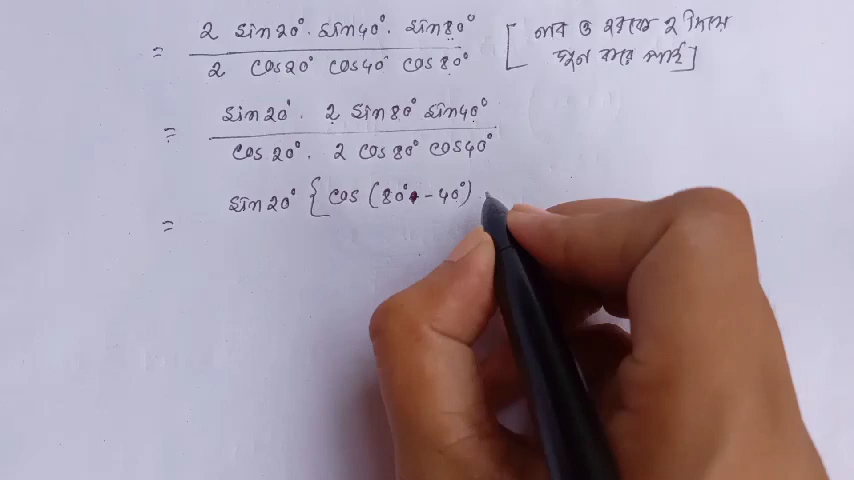 = 2 sin20°. sin40°. sin80° / 2 cos20° cos40° cos80° [লব ও হরকে ২ দিয়ে
গুন করে পাই]
= sin20°. 2 sin80° sin40° / cos20°. 2 cos80° cos40°
= sin20° {cos (80° - 40°)